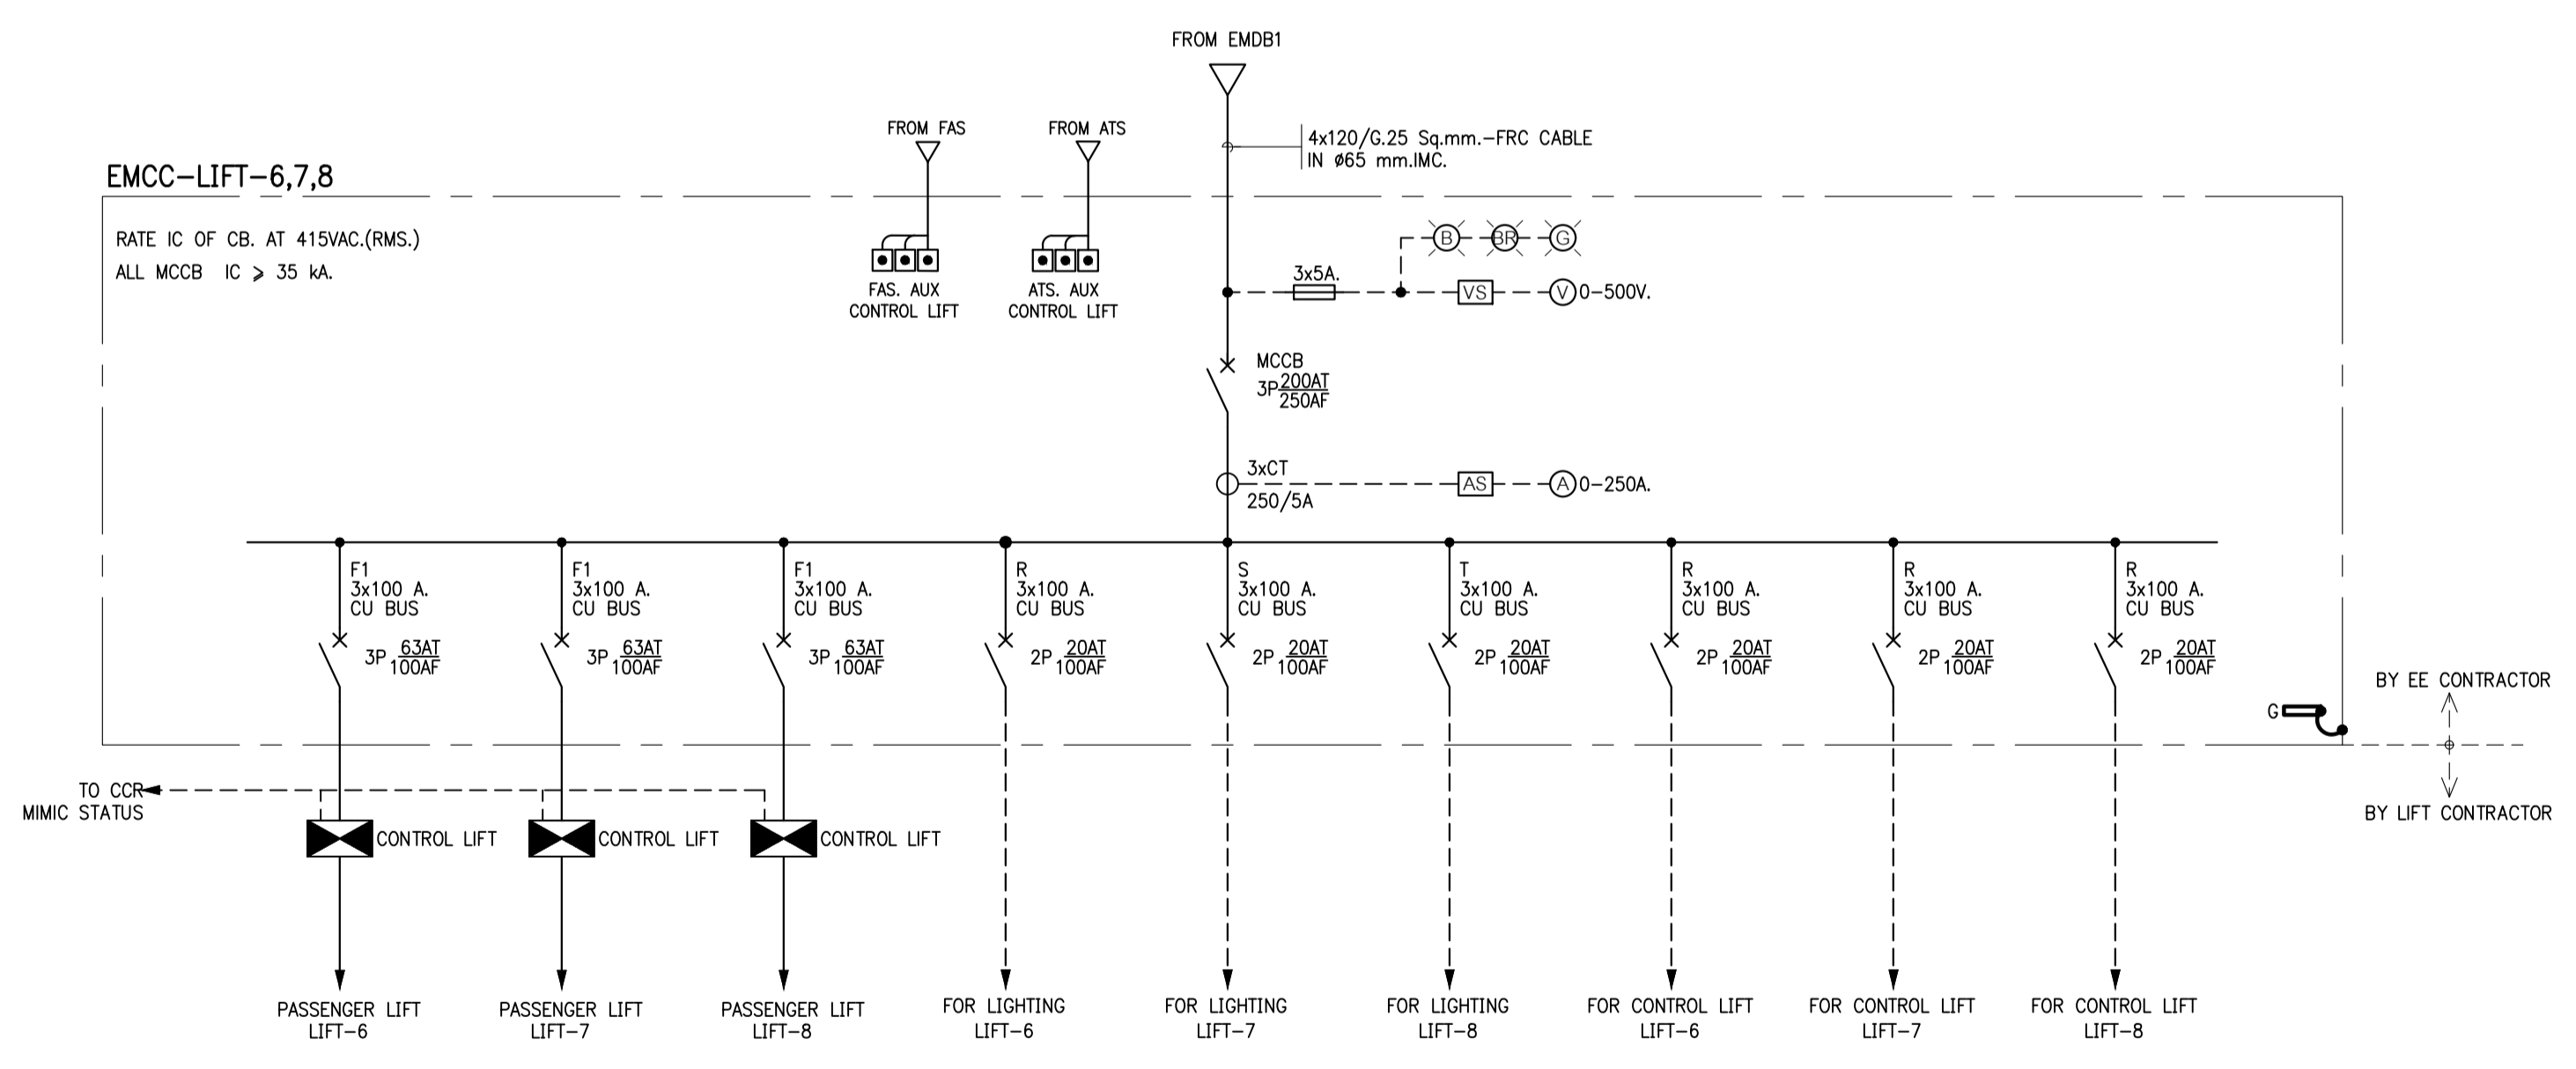 FROM EMDB1
FROM FAS
FROM ATS
4x120/G.25 Sq.mm.-FRC CABLE
IN ø65 mm.IMC.
EMCC-LIFT-6,7,8
RATE IC OF CB. AT 415VAC.(RMS.)
ALL MCCB IC ⩾ 35 kA.
FAS. AUX
CONTROL LIFT
ATS. AUX
CONTROL LIFT
B
BR
G
3x5A.
VS
V
0-500V.
MCCB
3P 200AT
250AF
3xCT
250/5A
AS
A
0-250A.
F1
3x100 A.
CU BUS
3P 63AT
100AF
F1
3x100 A.
CU BUS
3P 63AT
100AF
F1
3x100 A.
CU BUS
3P 63AT
100AF
R
3x100 A.
CU BUS
2P 20AT
100AF
S
3x100 A.
CU BUS
2P 20AT
100AF
T
3x100 A.
CU BUS
2P 20AT
100AF
R
3x100 A.
CU BUS
2P 20AT
100AF
R
3x100 A.
CU BUS
2P 20AT
100AF
R
3x100 A.
CU BUS
2P 20AT
100AF
G
BY EE CONTRACTOR
BY LIFT CONTRACTOR
TO CCR
MIMIC STATUS
CONTROL LIFT
CONTROL LIFT
CONTROL LIFT
PASSENGER LIFT
LIFT-6
PASSENGER LIFT
LIFT-7
PASSENGER LIFT
LIFT-8
FOR LIGHTING
LIFT-6
FOR LIGHTING
LIFT-7
FOR LIGHTING
LIFT-8
FOR CONTROL LIFT
LIFT-6
FOR CONTROL LIFT
LIFT-7
FOR CONTROL LIFT
LIFT-8